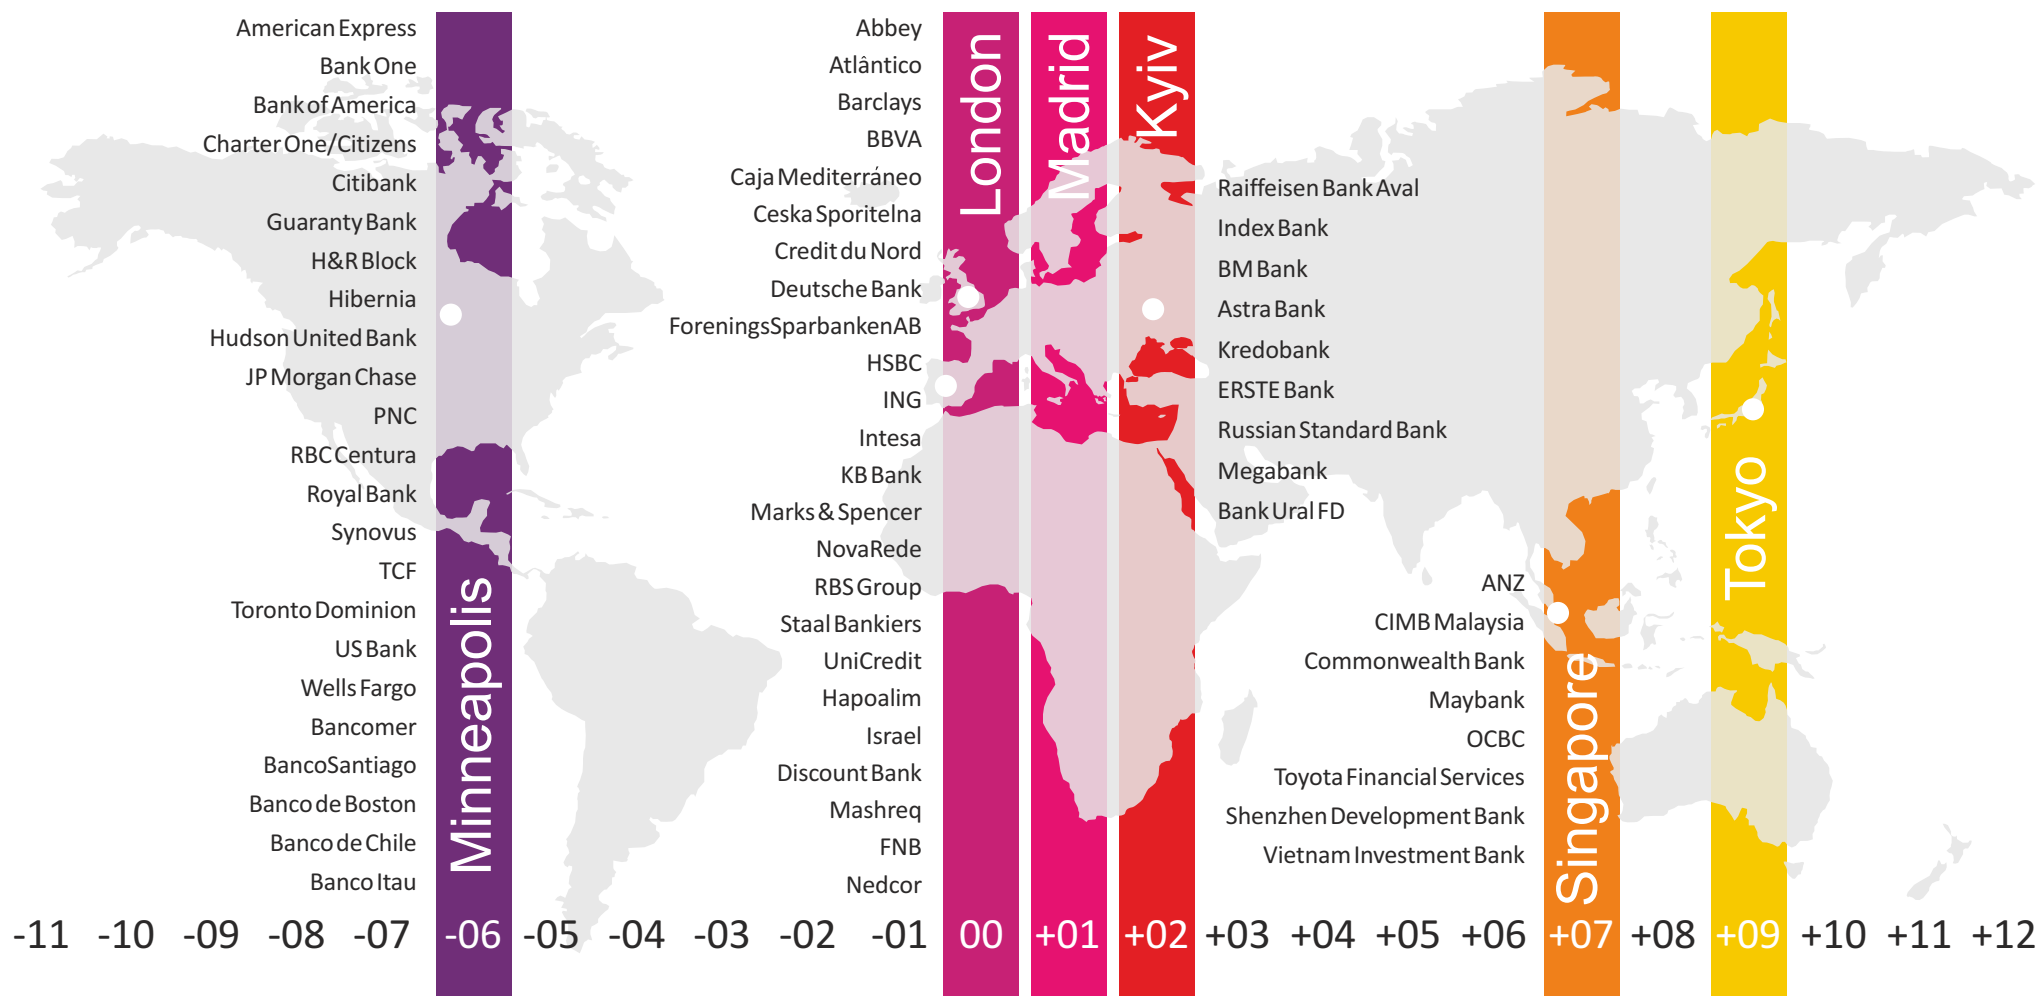 American Express
Bank One
Bank of America
Charter One/Citizens
Citibank
Guaranty Bank
H&R Block
Hibernia
Hudson United Bank
JP Morgan Chase
PNC
RBC Centura
Royal Bank
Synovus
TCF
Toronto Dominion
US Bank
Wells Fargo
Bancomer
BancoSantiago
Banco de Boston
Banco de Chile
Banco Itau
Minneapolis
Abbey
Atlântico
Barclays
BBVA
Caja Mediterráneo
Ceska Sporitelna
Credit du Nord
Deutsche Bank
ForeningsSparbankenAB
HSBC
ING
Intesa
KB Bank
Marks & Spencer
NovaRede
RBS Group
Staal Bankiers
UniCredit
Hapoalim
Israel
Discount Bank
Mashreq
FNB
Nedcor
London
Madrid
Kyiv
Raiffeisen Bank Aval
Index Bank
BM Bank
Astra Bank
Kredobank
ERSTE Bank
Russian Standard Bank
Megabank
Bank Ural FD
ANZ
CIMB Malaysia
Commonwealth Bank
Maybank
OCBC
Toyota Financial Services
Shenzhen Development Bank
Vietnam Investment Bank
Singapore
Tokyo
-11 -10 -09 -08 -07 -06 -05 -04 -03 -02 -01 00 +01 +02 +03 +04 +05 +06 +07 +08 +09 +10 +11 +12